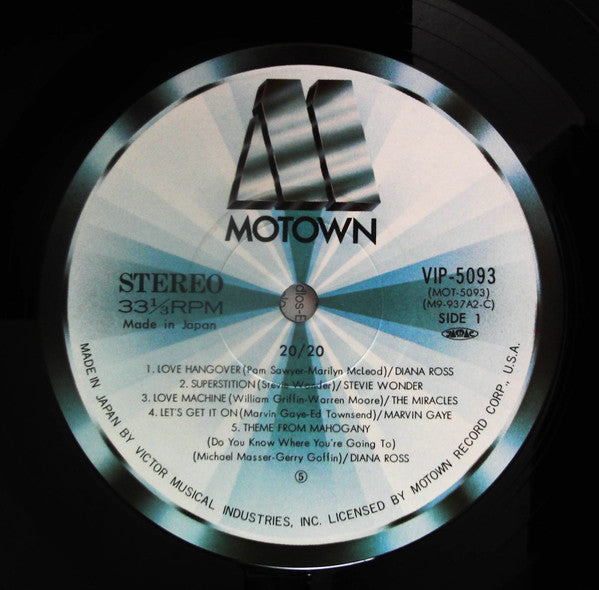 MOTOWN
STEREO
33⅓RPM
Made in Japan
VIP-5093
(MOT-5093)
(M9-937A2-C)
SIDE 1
20/20
1. LOVE HANGOVER (Pam Sawyer-Marilyn McLeod)/DIANA ROSS
2. SUPERSTITION (Stevie Wonder)/STEVIE WONDER
3. LOVE MACHINE (William Griffin-Warren Moore)/THE MIRACLES
4. LET'S GET IT ON (Marvin Gaye-Ed Townsend)/MARVIN GAYE
5. THEME FROM MAHOGANY
(Do You Know Where You're Going To)
(Michael Masser-Gerry Goffin)/DIANA ROSS
⑤
MADE IN JAPAN BY VICTOR MUSICAL INDUSTRIES, INC. LICENSED BY MOTOWN RECORD CORP., U.S.A.